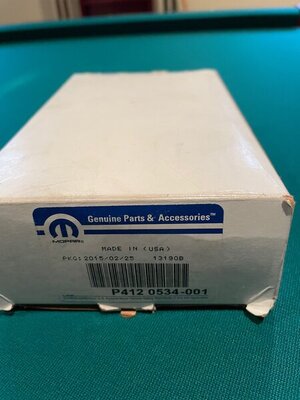 Genuine Parts & Accessories™
MOPAR®
MADE IN (USA)
PKG: 2015/02/25 13190B
P412 0534-001